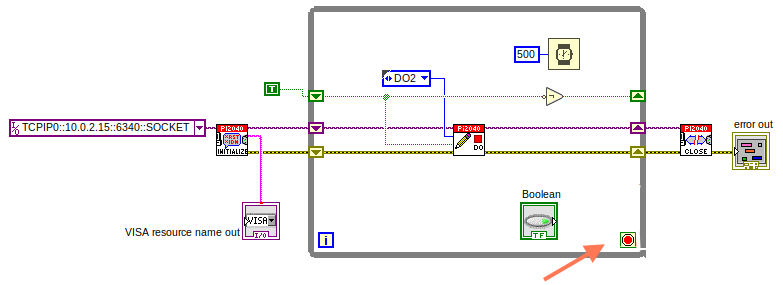 500
DO2
T
TCPIP0::10.0.2.15::6340::SOCKET
PI2040
INITIALIZE
PI2040
DO
PI2040
CLOSE
error out
Boolean
TF
VISA
I/O
VISA resource name out
i